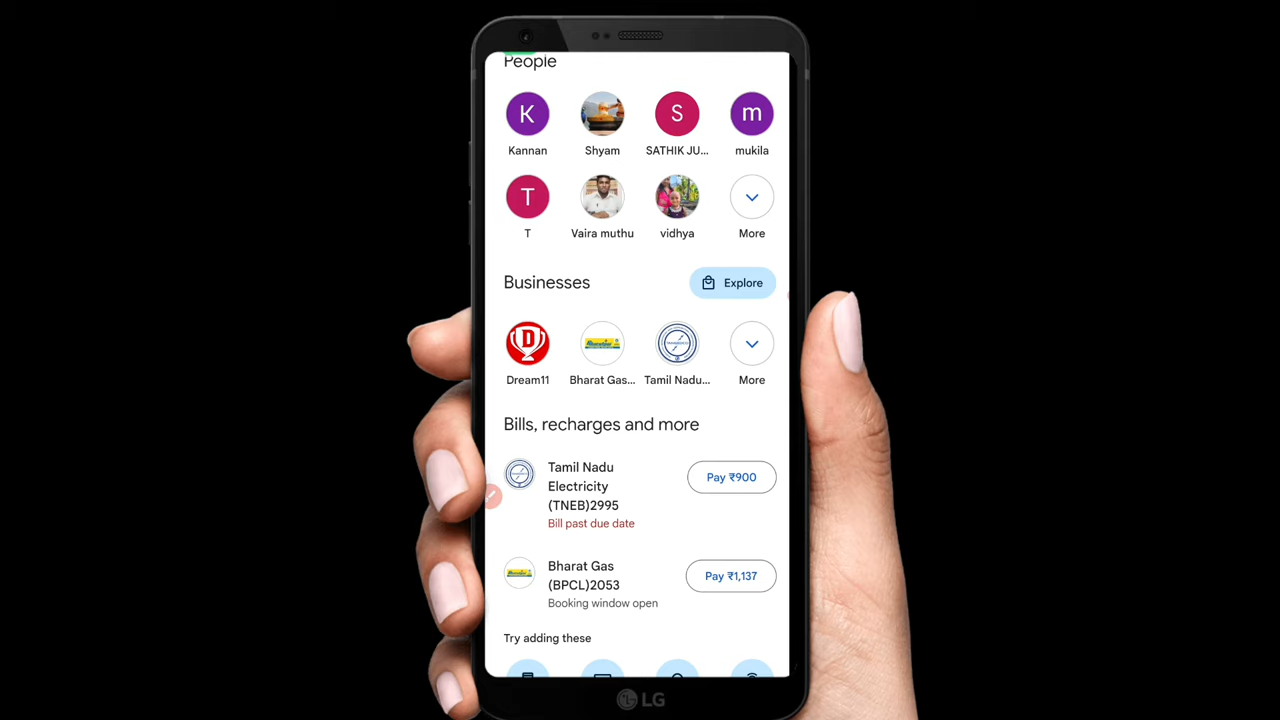 People
K
S
m
Kannan
Shyam
SATHIK JU...
mukila
T
T
Vaira muthu
vidhya
More
Businesses
Explore
D
Dream11
Bharat Gas...
Tamil Nadu...
More
Bills, recharges and more
Tamil Nadu
Electricity
(TNEB)2995
Bill past due date
Pay ₹900
Bharat Gas
(BPCL)2053
Booking window open
Pay ₹1,137
Try adding these
LG